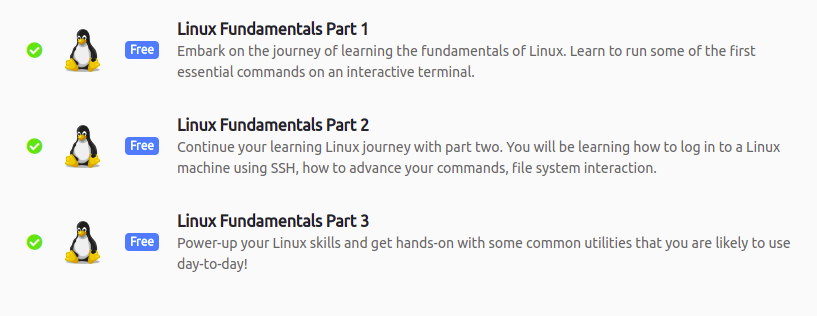 Linux Fundamentals Part 1
Free
Embark on the journey of learning the fundamentals of Linux. Learn to run some of the first
essential commands on an interactive terminal.
Linux Fundamentals Part 2
Free
Continue your learning Linux journey with part two. You will be learning how to log in to a Linux
machine using SSH, how to advance your commands, file system interaction.
Linux Fundamentals Part 3
Free
Power-up your Linux skills and get hands-on with some common utilities that you are likely to use
day-to-day!